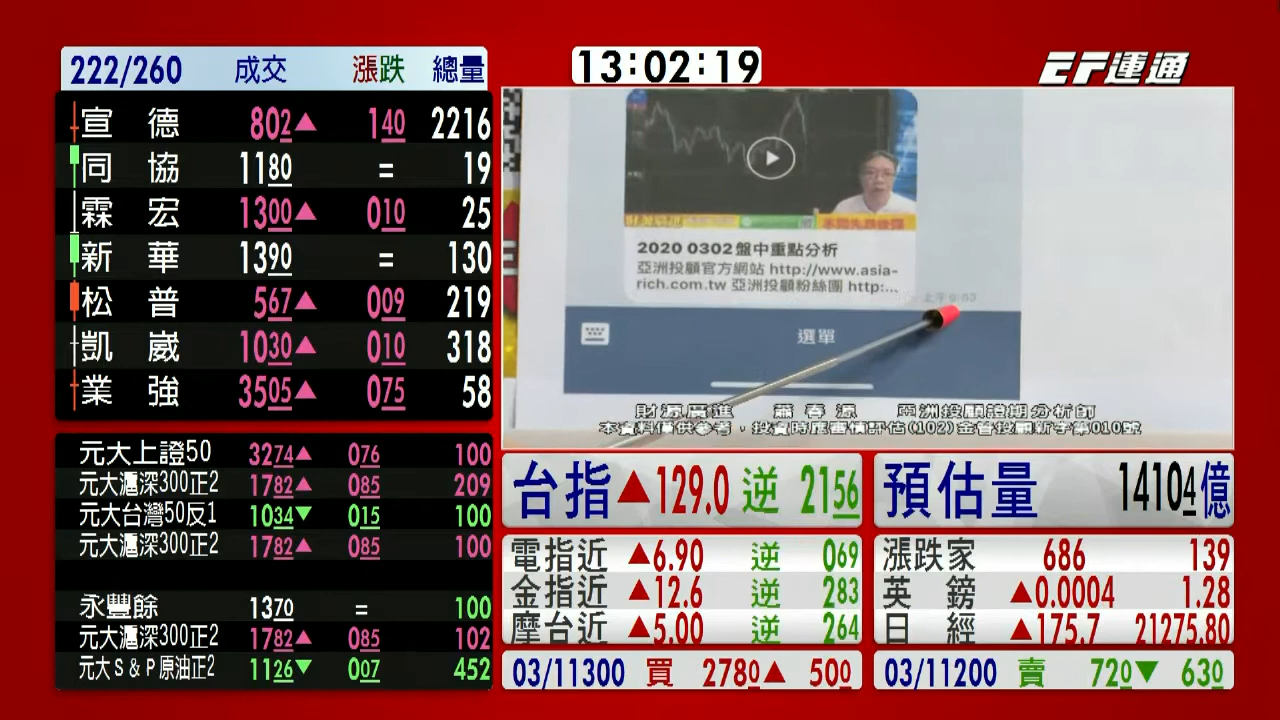 222/260 成交 漲跌 總量
13:02:19
EF運通
宣德 802▲ 140 2216
同協 1180 = 19
霖宏 1300▲ 010 25
新華 1390 = 130
松普 567▲ 009 219
凱崴 1030▲ 010 318
業強 3505▲ 075 58
元大上證50 3274▲ 076 100
元大滬深300正2 1782▲ 085 209
元大台灣50反1 1034▼ 015 100
元大滬深300正2 1782▲ 085 100
永豐餘 1370 = 100
元大滬深300正2 1782▲ 085 102
元大S&P原油正2 1126▼ 007 452
2020 0302盤中重點分析
亞洲投顧官方網站 http://www.asia-
rich.com.tw 亞洲投顧粉絲團 http:...
上午9:03
選單
財源廣進 蕭春源 亞洲投顧證期分析師
本資料僅供參考，投資時應審慎評估(102)金管投顧新字第010號
台指▲129.0 逆 2156
預估量 14104億
電指近 ▲6.90 逆 069
金指近 ▲12.6 逆 283
摩台近 ▲5.00 逆 264
漲跌家 686 139
英鎊 ▲0.0004 1.28
日經 ▲175.7 21275.80
03/11300 買 2780▲ 500
03/11200 賣 720▼ 630